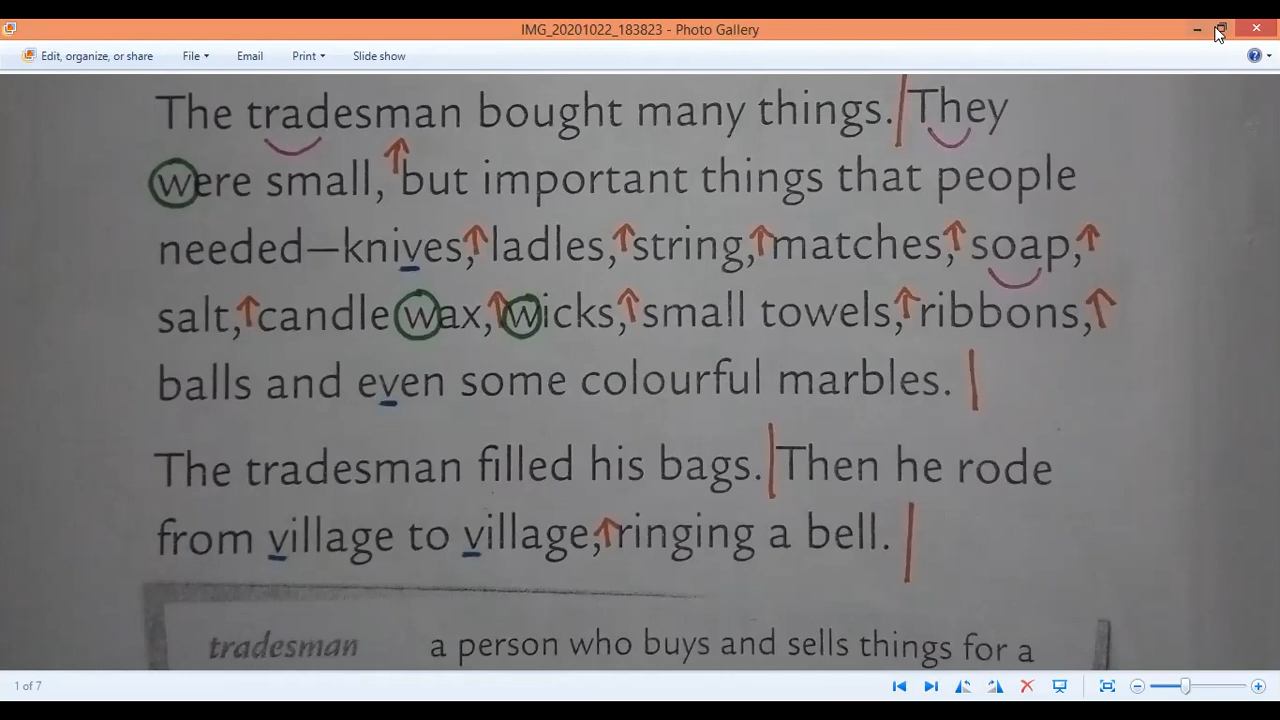 IMG_20201022_183823 - Photo Gallery
Edit, organize, or share File Email Print Slide show
The tradesman bought many things. They
were small, but important things that people
needed—knives, ladles, string, matches, soap,
salt, candle wax, wicks, small towels, ribbons,
balls and even some colourful marbles.
The tradesman filled his bags. Then he rode
from village to village, ringing a bell.
tradesman a person who buys and sells things for a
1 of 7